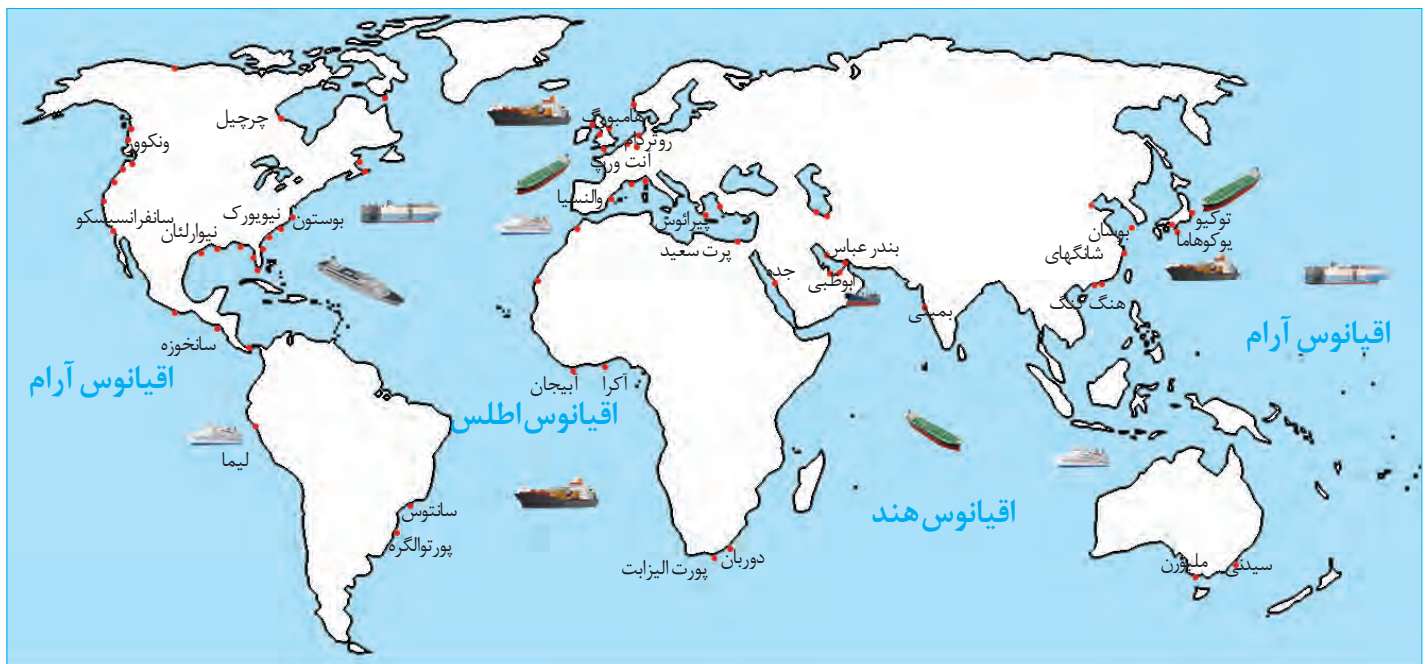 چرچیل
ونکوور
سانفرانسیسکو
نیویورک
بوستون
نیوارلئان
سانخوزه
اقیانوس آرام
لیما
سانتوس
پورتوالگره
هامبورگ
روتردام
انت ورپ
والنسیا
پیرائوس
پرت سعید
جده
بندر عباس
ابوظبی
بمبئی
آبیجان
آکرا
اقیانوس اطلس
پورت الیزابت
دوربان
اقیانوس هند
توکیو
یوکوهاما
بوسان
شانگهای
هنگ کنگ
اقیانوس آرام
ملبورن
سیدنی